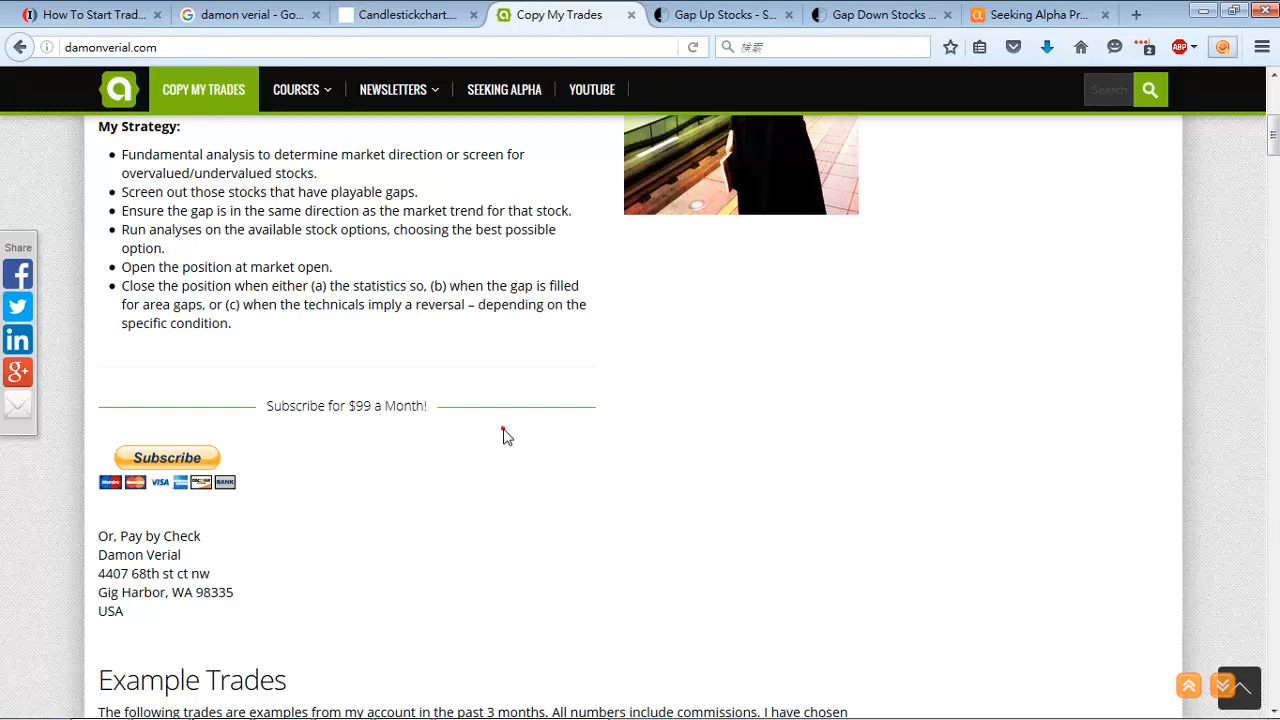 How To Start Trad...
damon verial - Go...
Candlestickchart....
Copy My Trades
Gap Up Stocks - S...
Gap Down Stocks ...
Seeking Alpha Pr...
damonverial.com
搜索
2
ABP
COPY MY TRADES
COURSES
NEWSLETTERS
SEEKING ALPHA
YOUTUBE
Search
My Strategy:
Fundamental analysis to determine market direction or screen for
overvalued/undervalued stocks.
Screen out those stocks that have playable gaps.
Ensure the gap is in the same direction as the market trend for that stock.
Run analyses on the available stock options, choosing the best possible
option.
Open the position at market open.
Close the position when either (a) the statistics so, (b) when the gap is filled
for area gaps, or (c) when the technicals imply a reversal – depending on the
specific condition.
Share
Subscribe for $99 a Month!
Subscribe
VISA
BANK
Or, Pay by Check
Damon Verial
4407 68th st ct nw
Gig Harbor, WA 98335
USA
Example Trades
The following trades are examples from my account in the past 3 months. All numbers include commissions. I have chosen